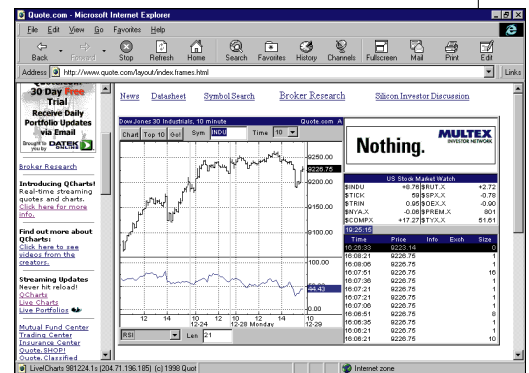 Quote.com - Microsoft Internet Explorer
File Edit View Go Favorites Help
Back Forward Stop Refresh Home Search Favorites History Channels Fullscreen Mail Print Edit
Address http://www.quote.com/layout/index.frames.html Links
Quote.com
30 Day Free
Trial
Receive Daily
Portfolio Updates
via Email
Brought to you by DATEK ONLINE
Broker Research
Introducing QCharts!
Real-time streaming
quotes and charts.
Click here for more
info.
Find out more about
QCharts:
Click here to see
videos from the
creators.
Streaming Updates
Never hit reload!
QCharts
Live Charts
Live Portfolios
Mutual Fund Center
Trading Center
Insurance Center
Quote.SHOP!
Quote.Classified
News Datasheet Symbol Search Broker Research Silicon Investor Discussion
Dow Jones 30 Industrials, 10 minute Quote.com A
Chart Top 10 Go! Sym INDU Time 10
9250.00
9226.75
9200.00
9150.00
9100.00
100.00
44.43
0.00
12 14 10 12 14 10
12-24 12-28 Monday 12-29
RSI Len 21
Nothing.
MULTEX
INVESTOR NETWORK
US Stock Market Watch
$INDU +8.76 $RUT.X +2.72
$TICK 59 $SPX.X -0.78
$TRIN 0.95 $OEX.X -0.90
$NYA.X -0.06 $PREM.X 801
$COMPX +17.27 $TYX.X 51.61
19:25:15
Time Price Info Exch Size
16:28:33 9223.14 0
16:08:21 9226.75 1
16:08:06 9226.75 1
16:07:51 9226.75 16
16:07:36 9226.75 1
16:07:21 9226.75 1
16:07:21 9226.75 1
16:07:06 9226.75 1
16:06:51 9226.75 8
16:06:35 9226.75 1
16:06:21 9226.75 1
16:06:21 9226.75 10
LiveCharts 981224.1s (204.71.196.185) (c) 1998 Quot Internet zone